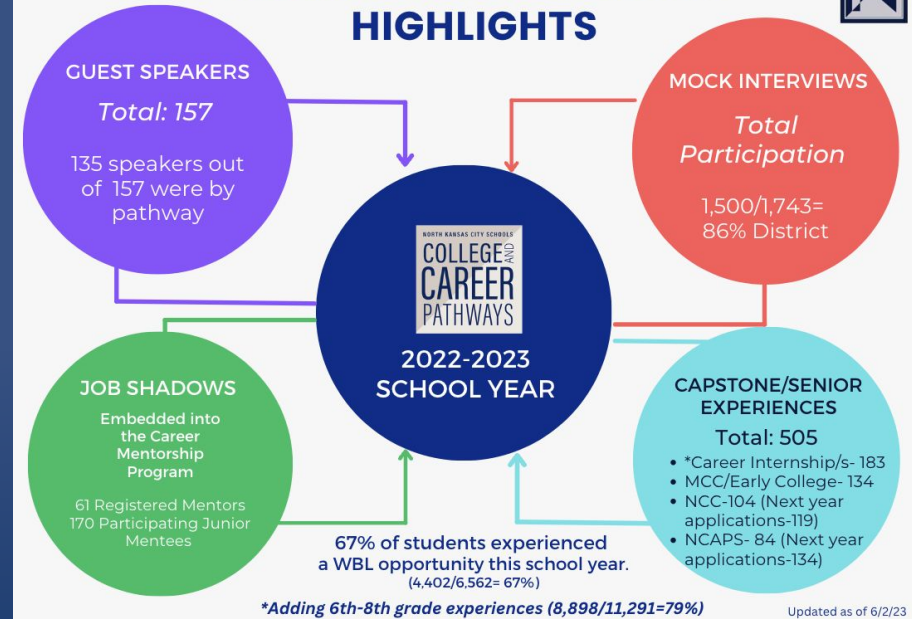 HIGHLIGHTS
GUEST SPEAKERS
Total: 157
135 speakers out
of 157 were by
pathway
MOCK INTERVIEWS
Total
Participation
1,500/1,743=
86% District
NORTH KANSAS CITY SCHOOLS
COLLEGE AND
CAREER
PATHWAYS
2022-2023
SCHOOL YEAR
JOB SHADOWS
Embedded into
the Career
Mentorship
Program
61 Registered Mentors
170 Participating Junior
Mentees
CAPSTONE/SENIOR
EXPERIENCES
Total: 505
• *Career Internship/s- 183
• MCC/Early College- 134
• NCC-104 (Next year
applications-119)
• NCAPS- 84 (Next year
applications-134)
67% of students experienced
a WBL opportunity this school year.
(4,402/6,562= 67%)
*Adding 6th-8th grade experiences (8,898/11,291=79%)
Updated as of 6/2/23